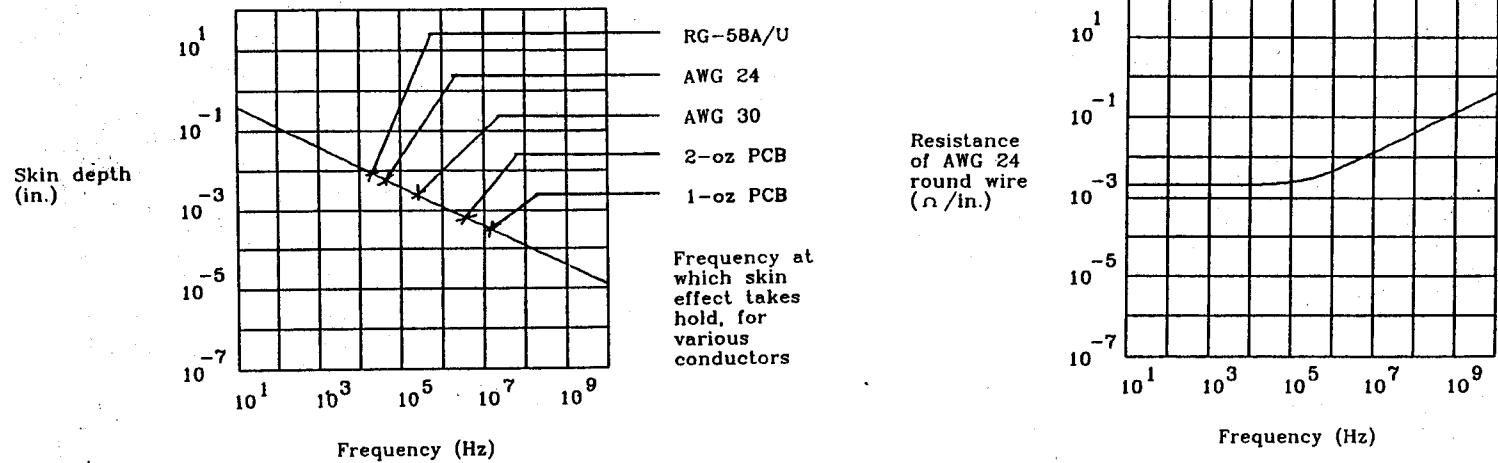 Skin depth
(in.)
10^1
10^-1
10^-3
10^-5
10^-7
10^1 10^3 10^5 10^7 10^9
Frequency (Hz)
RG-58A/U
AWG 24
AWG 30
2-oz PCB
1-oz PCB
Frequency at
which skin
effect takes
hold, for
various
conductors
Resistance
of AWG 24
round wire
(∩/in.)
10^1
10^-1
10^-3
10^-5
10^-7
10^1 10^3 10^5 10^7 10^9
Frequency (Hz)